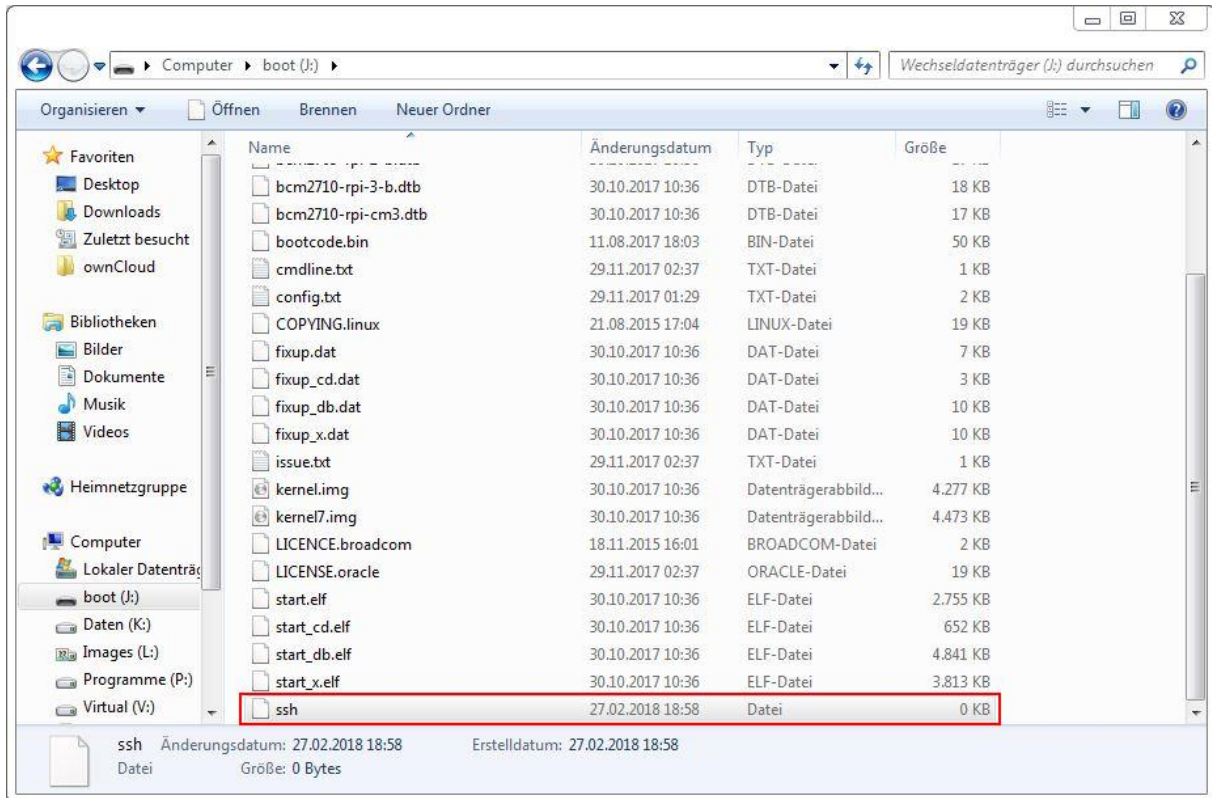 Computer boot (J:) Wechseldatenträger (J:) durchsuchen
Organisieren Öffnen Brennen Neuer Ordner
Favoriten
Desktop
Downloads
Zuletzt besucht
ownCloud
Bibliotheken
Bilder
Dokumente
Musik
Videos
Heimnetzgruppe
Computer
Lokaler Datenträg
boot (J:)
Daten (K:)
Images (L:)
Programme (P:)
Virtual (V:)
Name Änderungsdatum Typ Größe
bcm2710-rpi-3-b.dtb 30.10.2017 10:36 DTB-Datei 18 KB
bcm2710-rpi-cm3.dtb 30.10.2017 10:36 DTB-Datei 17 KB
bootcode.bin 11.08.2017 18:03 BIN-Datei 50 KB
cmdline.txt 29.11.2017 02:37 TXT-Datei 1 KB
config.txt 29.11.2017 01:29 TXT-Datei 2 KB
COPYING.linux 21.08.2015 17:04 LINUX-Datei 19 KB
fixup.dat 30.10.2017 10:36 DAT-Datei 7 KB
fixup_cd.dat 30.10.2017 10:36 DAT-Datei 3 KB
fixup_db.dat 30.10.2017 10:36 DAT-Datei 10 KB
fixup_x.dat 30.10.2017 10:36 DAT-Datei 10 KB
issue.txt 29.11.2017 02:37 TXT-Datei 1 KB
kernel.img 30.10.2017 10:36 Datenträgerabbild... 4.277 KB
kernel7.img 30.10.2017 10:36 Datenträgerabbild... 4.473 KB
LICENCE.broadcom 18.11.2015 16:01 BROADCOM-Datei 2 KB
LICENSE.oracle 29.11.2017 02:37 ORACLE-Datei 19 KB
start.elf 30.10.2017 10:36 ELF-Datei 2.755 KB
start_cd.elf 30.10.2017 10:36 ELF-Datei 652 KB
start_db.elf 30.10.2017 10:36 ELF-Datei 4.841 KB
start_x.elf 30.10.2017 10:36 ELF-Datei 3.813 KB
ssh 27.02.2018 18:58 Datei 0 KB
ssh Änderungsdatum: 27.02.2018 18:58 Erstelldatum: 27.02.2018 18:58
Datei Größe: 0 Bytes